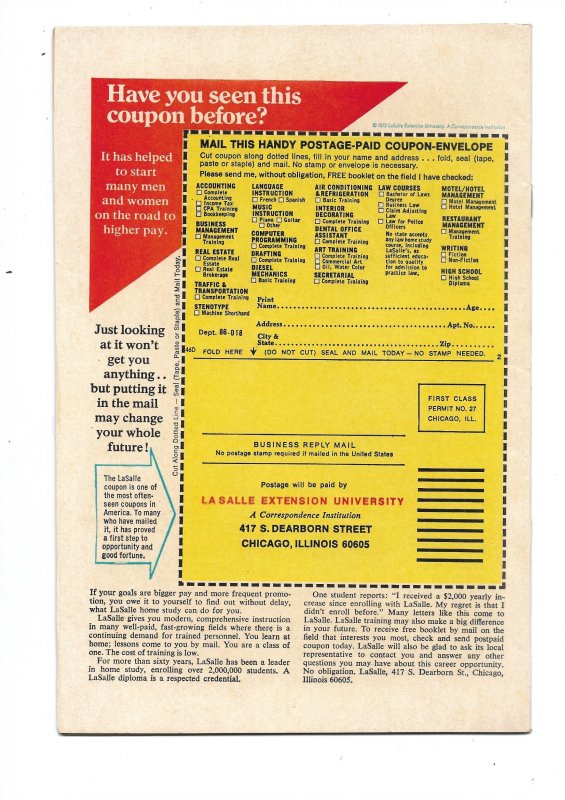 Have you seen this
coupon before?
© 1972 LaSalle Extension University, A Correspondence Institution
It has helped
to start
many men
and women
on the road to
higher pay.
Just looking
at it won't
get you
anything . .
but putting it
in the mail
may change
your whole
future!
The LaSalle
coupon is one of
the most often-
seen coupons in
America. To many
who have mailed
it, it has proved
a first step to
opportunity and
good fortune.
Cut Along Dotted Line — Seal (Tape, Paste or Staple) and Mail Today.
MAIL THIS HANDY POSTAGE-PAID COUPON-ENVELOPE
Cut coupon along dotted lines, fill in your name and address . . . fold, seal (tape,
paste or staple) and mail. No stamp or envelope is necessary.
Please send me, without obligation, FREE booklet on the field I have checked:
ACCOUNTING
Complete
Accounting
Income Tax
CPA Training
Bookkeeping
BUSINESS
MANAGEMENT
Management
Training
REAL ESTATE
Complete Real
Estate
Real Estate
Brokerage
TRAFFIC &
TRANSPORTATION
Complete Training
STENOTYPE
Machine Shorthand
LANGUAGE
INSTRUCTION
French Spanish
MUSIC
INSTRUCTION
Piano Guitar
Other
COMPUTER
PROGRAMMING
Complete Training
DRAFTING
Complete Training
DIESEL
MECHANICS
Basic Training
AIR CONDITIONING
& REFRIGERATION
Basic Training
INTERIOR
DECORATING
Complete Training
DENTAL OFFICE
ASSISTANT
Complete Training
ART TRAINING
Complete Training
Commercial Art
Oil, Water Color
SECRETARIAL
Complete Training
LAW COURSES
Bachelor of Laws
Degree
Business Law
Claim Adjusting
Law
Law for Police
Officers
No state accepts
any law home study
course, including
LaSalle's, as
sufficient educa-
tion to qualify
for admission to
practice law.
MOTEL/HOTEL
MANAGEMENT
Motel Management
Hotel Management
RESTAURANT
MANAGEMENT
Management
Training
WRITING
Fiction
Non-Fiction
HIGH SCHOOL
High School
Diploma
Print
Name Age
Address Apt. No.
Dept. 86-018
City &
State Zip
46D FOLD HERE (DO NOT CUT) SEAL AND MAIL TODAY – NO STAMP NEEDED. 2
FIRST CLASS
PERMIT NO. 27
CHICAGO, ILL.
BUSINESS REPLY MAIL
No postage stamp required if mailed in the United States
Postage will be paid by
LA SALLE EXTENSION UNIVERSITY
A Correspondence Institution
417 S. DEARBORN STREET
CHICAGO, ILLINOIS 60605
If your goals are bigger pay and more frequent promo-
tion, you owe it to yourself to find out without delay,
what LaSalle home study can do for you.
LaSalle gives you modern, comprehensive instruction
in many well-paid, fast-growing fields where there is a
continuing demand for trained personnel. You learn at
home; lessons come to you by mail. You are a class of
one. The cost of training is low.
For more than sixty years, LaSalle has been a leader
in home study, enrolling over 2,000,000 students. A
LaSalle diploma is a respected credential.
One student reports: "I received a $2,000 yearly in-
crease since enrolling with LaSalle. My regret is that I
didn't enroll before." Many letters like this come to
LaSalle. LaSalle training may also make a big difference
in your future. To receive free booklet by mail on the
field that interests you most, check and send postpaid
coupon today. LaSalle will also be glad to ask its local
representative to contact you and answer any other
questions you may have about this career opportunity.
No obligation. LaSalle, 417 S. Dearborn St., Chicago,
Illinois 60605.